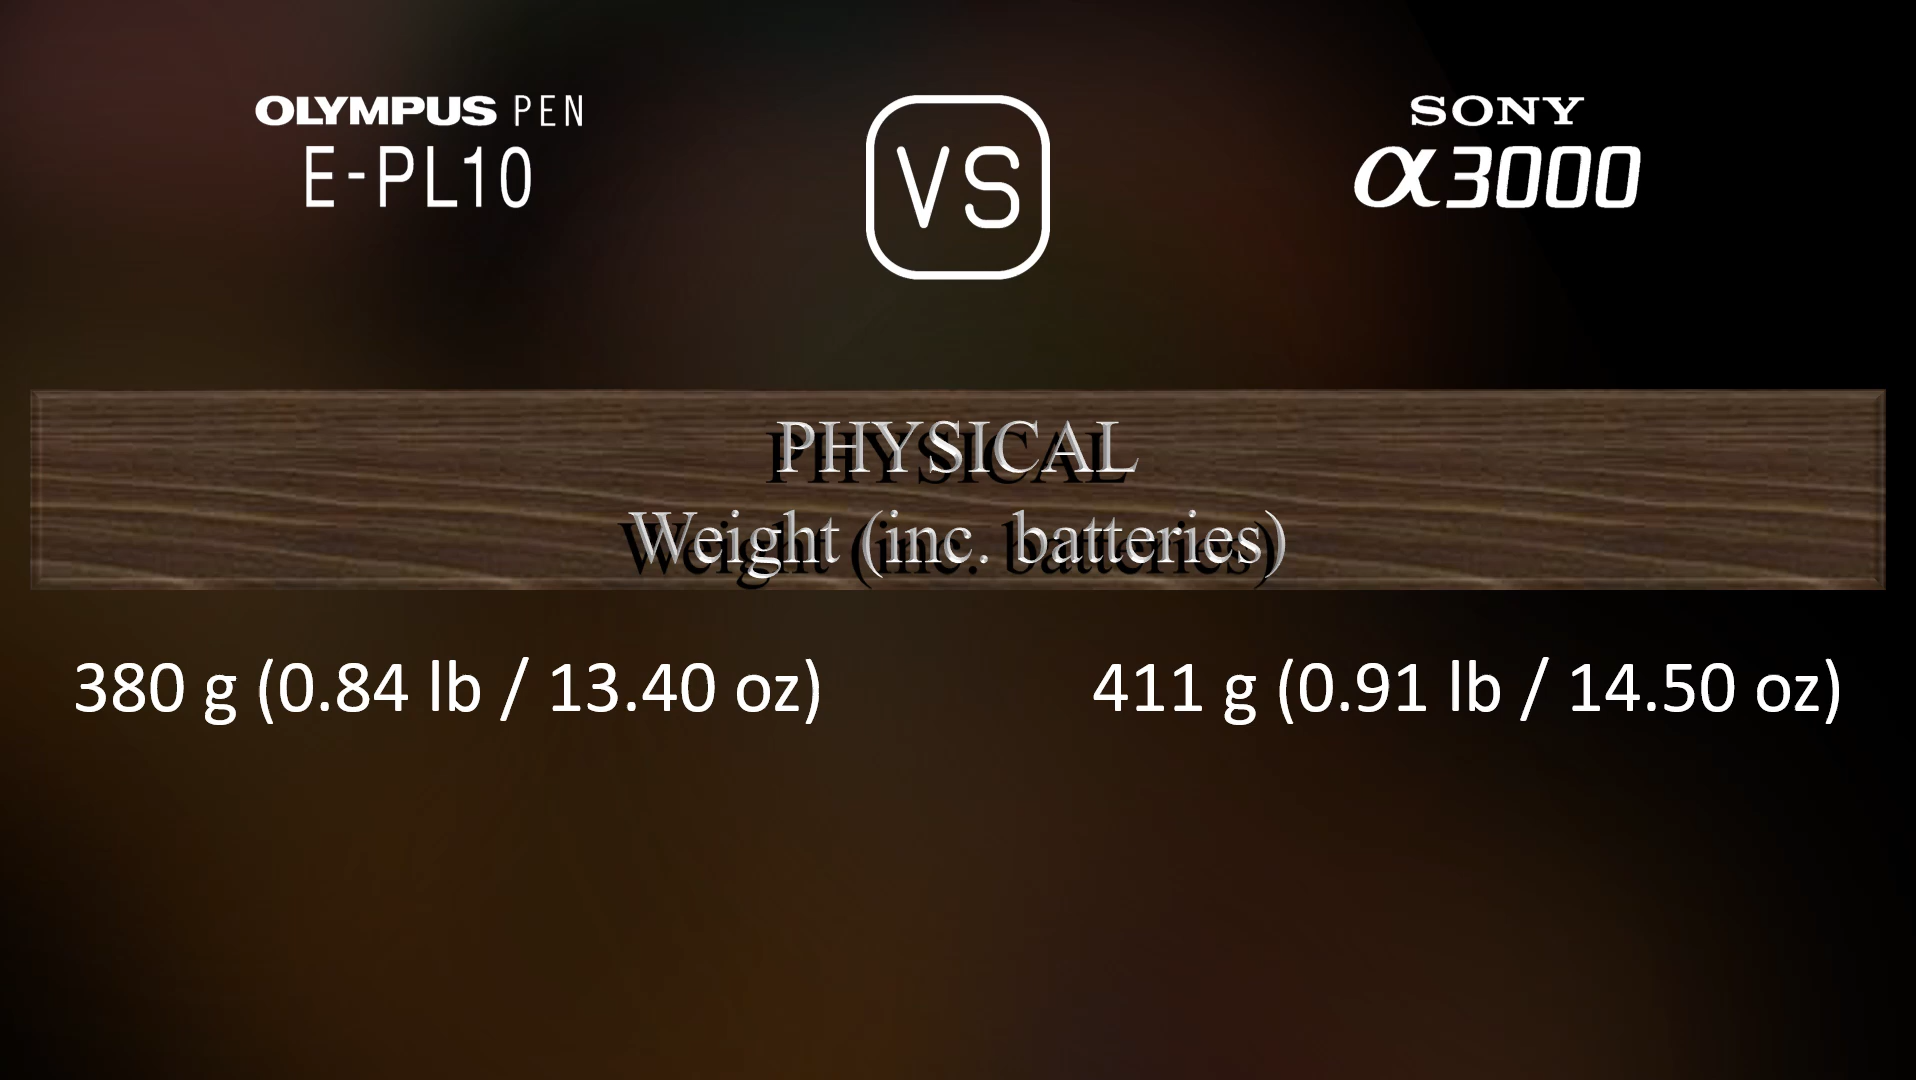 OLYMPUS PEN
E-PL10
VS
SONY
α3000
PHYSICAL
Weight (inc. batteries)
380 g (0.84 lb / 13.40 oz)
411 g (0.91 lb / 14.50 oz)